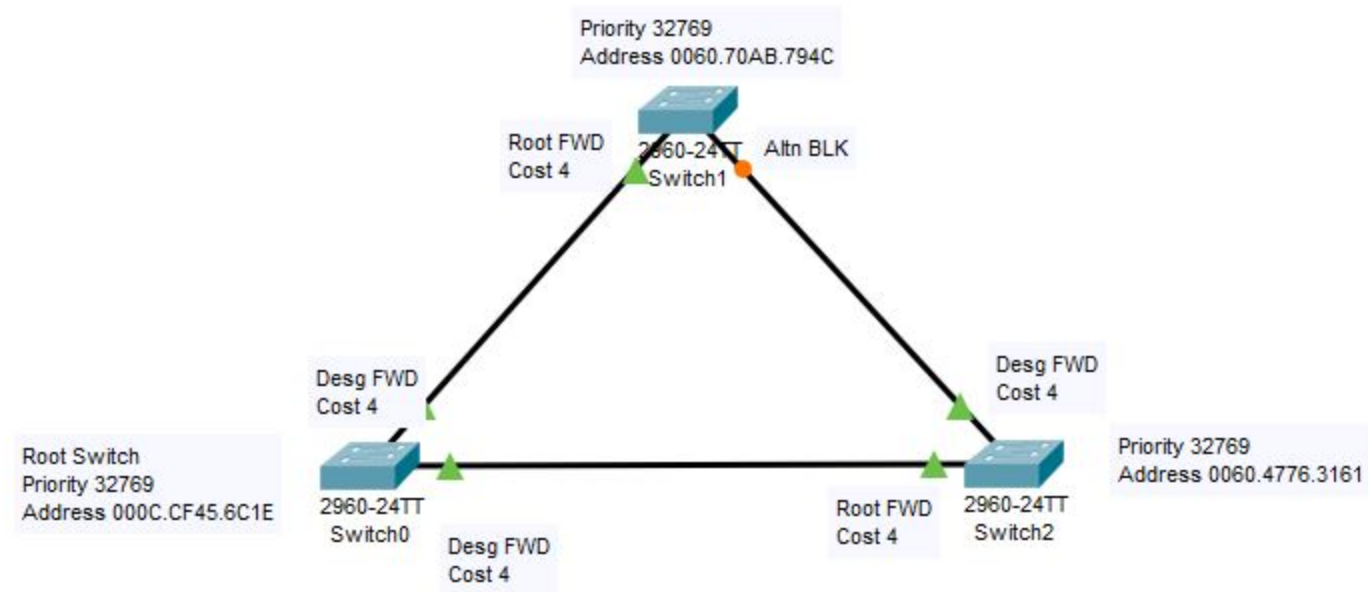 Priority 32769
Address 0060.70AB.794C
Root FWD
Cost 4
2960-24TT
Switch1
Altn BLK
Desg FWD
Cost 4
Desg FWD
Cost 4
Root Switch
Priority 32769
Address 000C.CF45.6C1E
2960-24TT
Switch0
Desg FWD
Cost 4
Root FWD
Cost 4
2960-24TT
Switch2
Priority 32769
Address 0060.4776.3161